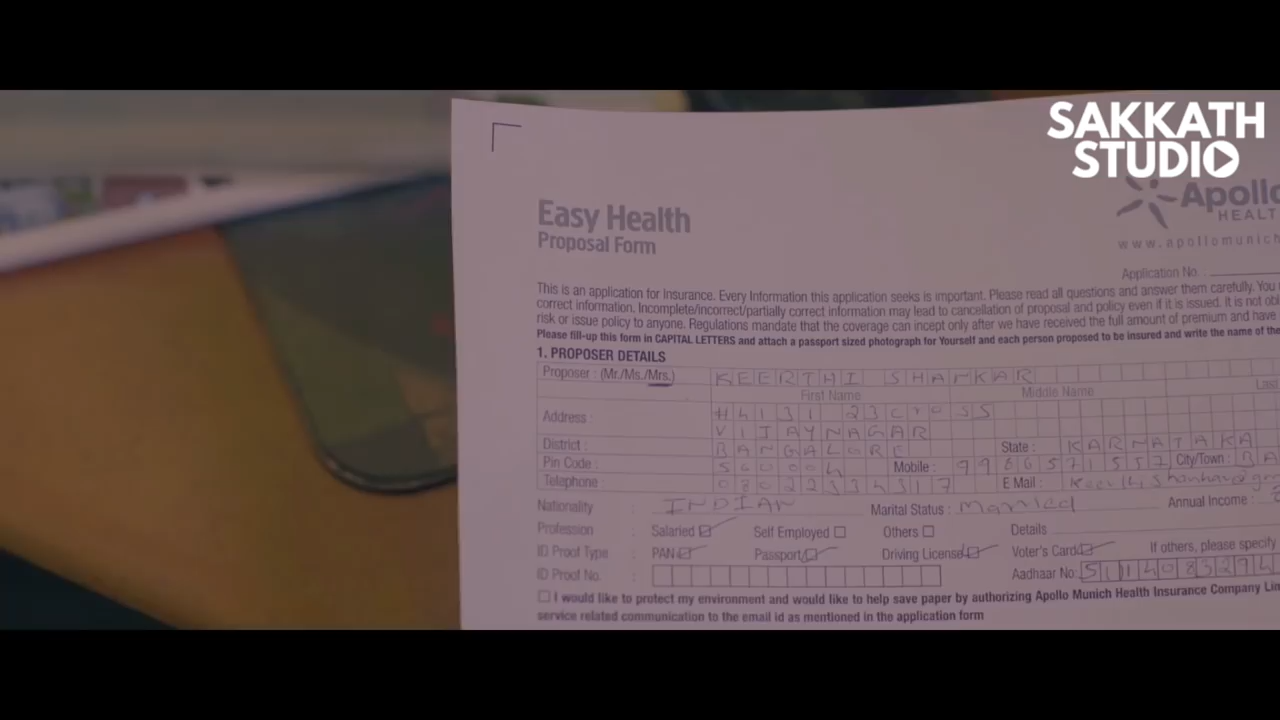 SAKKATH
STUDIO
Apollo
HEALT
www.apollomunich
Easy Health
Proposal Form
Application No :
This is an application for Insurance. Every Information this application seeks is important. Please read all questions and answer them carefully. You
correct information. Incomplete/incorrect/partially correct information may lead to cancellation of proposal and policy even if it is issued. It is not obl
risk or issue policy to anyone. Regulations mandate that the coverage can incept only after we have received the full amount of premium and have
Please fill-up this form in CAPITAL LETTERS and attach a passport sized photograph for Yourself and each person proposed to be insured and write the name of the
1. PROPOSER DETAILS
Proposer : (Mr./Ms./Mrs.) KEERTHI SHANKAR
First Name Middle Name Last
Address :
VIJAYNAGAR
District : BANGALORE State : KARNATAKA
Pin Code : 560004 Mobile : 9986571557 City/Town : BA
Telephone : 08022334317 E Mail :
Nationality : INDIAN Marital Status : Married Annual Income :
Profession : Salaried Self Employed Others Details
ID Proof Type : PAN Passport Driving License Voter's Card If others, please specify
ID Proof No. : Aadhaar No: 5114083294
I would like to protect my environment and would like to help save paper by authorizing Apollo Munich Health Insurance Company Lim
service related communication to the email id as mentioned in the application form